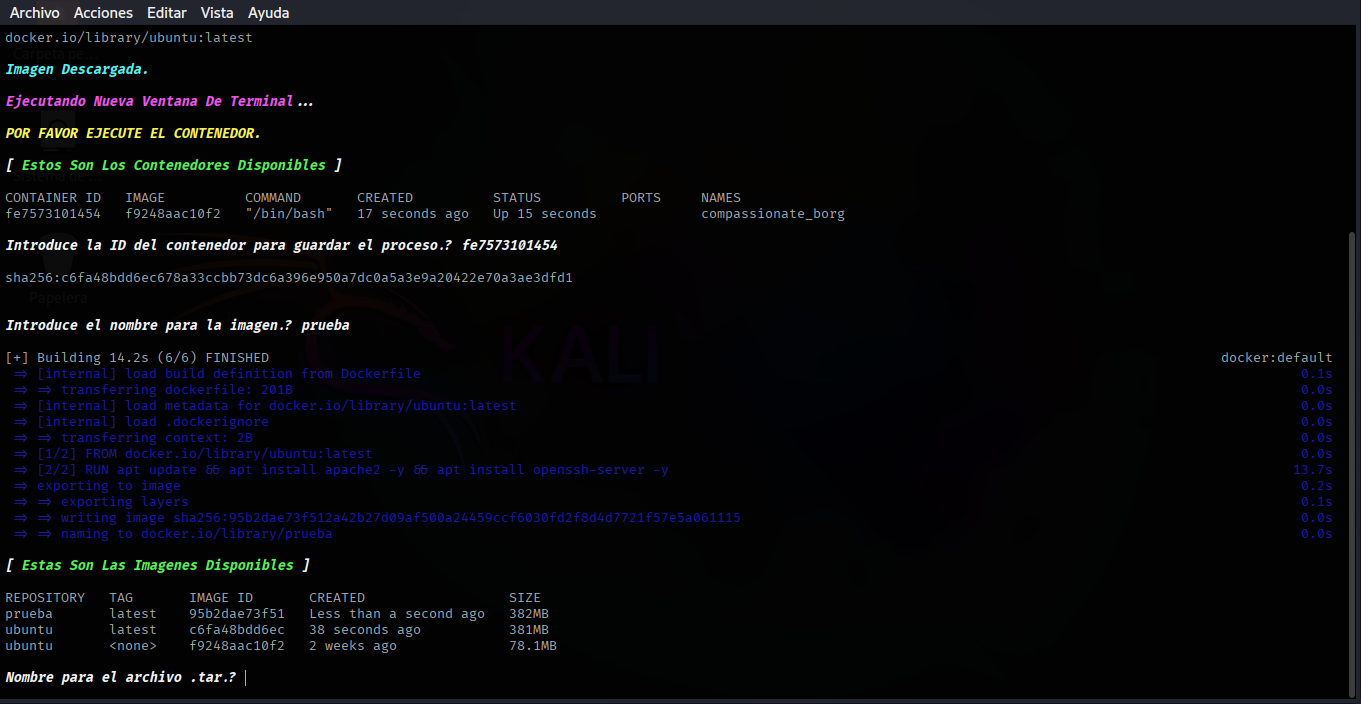 Archivo Acciones Editar Vista Ayuda
docker.io/library/ubuntu:latest
Imagen Descargada.
Ejecutando Nueva Ventana De Terminal...
POR FAVOR EJECUTE EL CONTENEDOR.
[ Estos Son Los Contenedores Disponibles ]
CONTAINER ID IMAGE COMMAND CREATED STATUS PORTS NAMES
fe7573101454 f9248aac10f2 "/bin/bash" 17 seconds ago Up 15 seconds compassionate_borg
Introduce la ID del contenedor para guardar el proceso.? fe7573101454
sha256:c6fa48bdd6ec678a33ccbb73dc6a396e950a7dc0a5a3e9a20422e70a3ae3dfd1
Papelera
Introduce el nombre para la imagen.? prueba
KALI
[+] Building 14.2s (6/6) FINISHED docker:default
=> [internal] load build definition from Dockerfile 0.1s
=> => transferring dockerfile: 201B 0.0s
=> [internal] load metadata for docker.io/library/ubuntu:latest 0.0s
=> [internal] load .dockerignore 0.0s
=> => transferring context: 2B 0.0s
=> [1/2] FROM docker.io/library/ubuntu:latest 0.0s
=> [2/2] RUN apt update && apt install apache2 -y && apt install openssh-server -y 13.7s
=> exporting to image 0.2s
=> => exporting layers 0.1s
=> => writing image sha256:95b2dae73f512a42b27d09af500a24459ccf6030fd2f8d4d7721f57e5a061115 0.0s
=> => naming to docker.io/library/prueba 0.0s
[ Estas Son Las Imagenes Disponibles ]
REPOSITORY TAG IMAGE ID CREATED SIZE
prueba latest 95b2dae73f51 Less than a second ago 382MB
ubuntu latest c6fa48bdd6ec 38 seconds ago 381MB
ubuntu <none> f9248aac10f2 2 weeks ago 78.1MB
Nombre para el archivo .tar.?